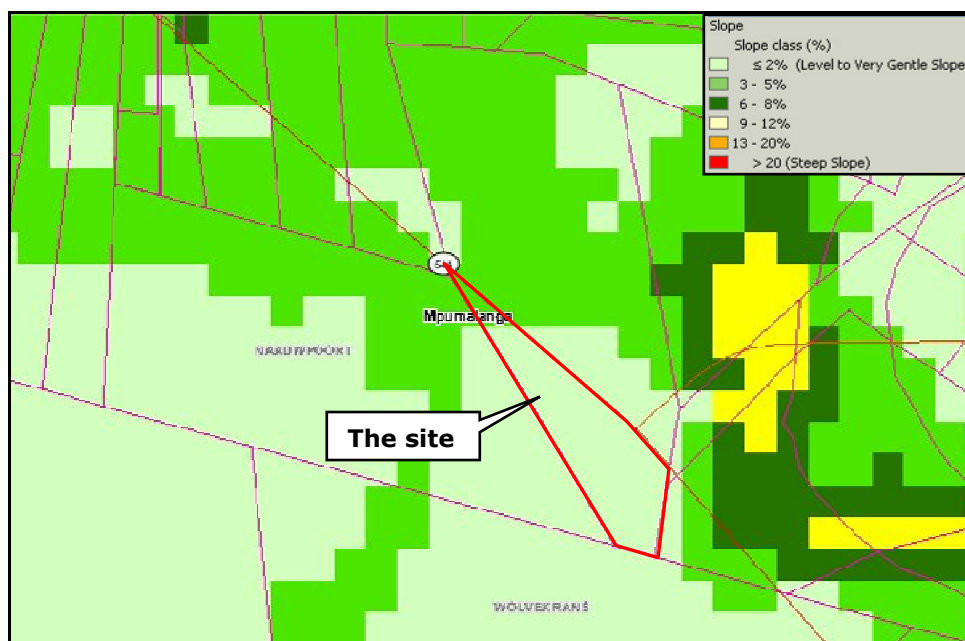 Slope
Slope class (%)
≤ 2% (Level to Very Gentle Slope
3 - 5%
6 - 8%
9 - 12%
13 - 20%
> 20 (Steep Slope)
Mpumalanga
The site
WOLVEKRANS